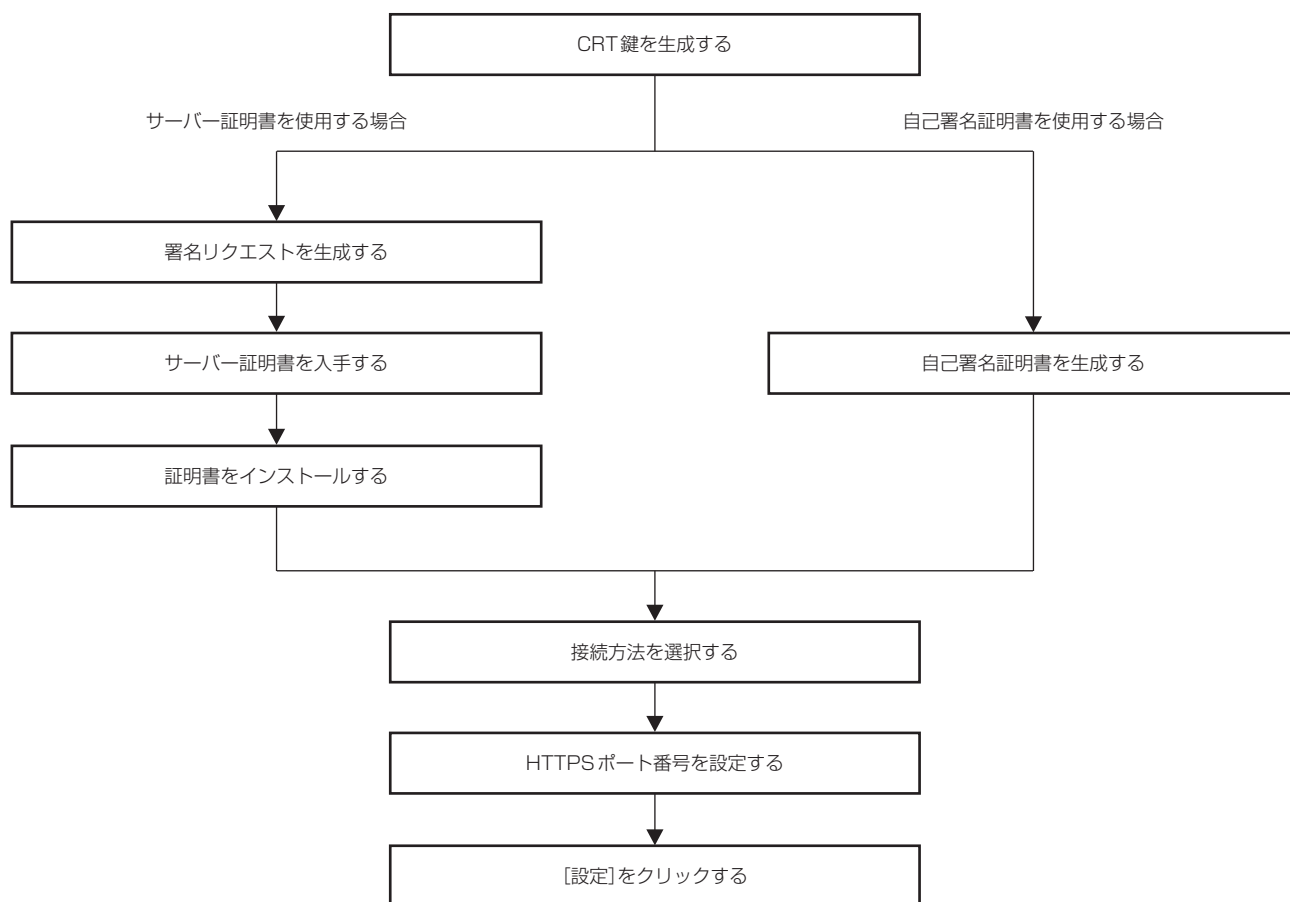 CRT鍵を生成する
サーバー証明書を使用する場合
自己署名証明書を使用する場合
署名リクエストを生成する
サーバー証明書を入手する
自己署名証明書を生成する
証明書をインストールする
接続方法を選択する
HTTPSポート番号を設定する
[設定]をクリックする